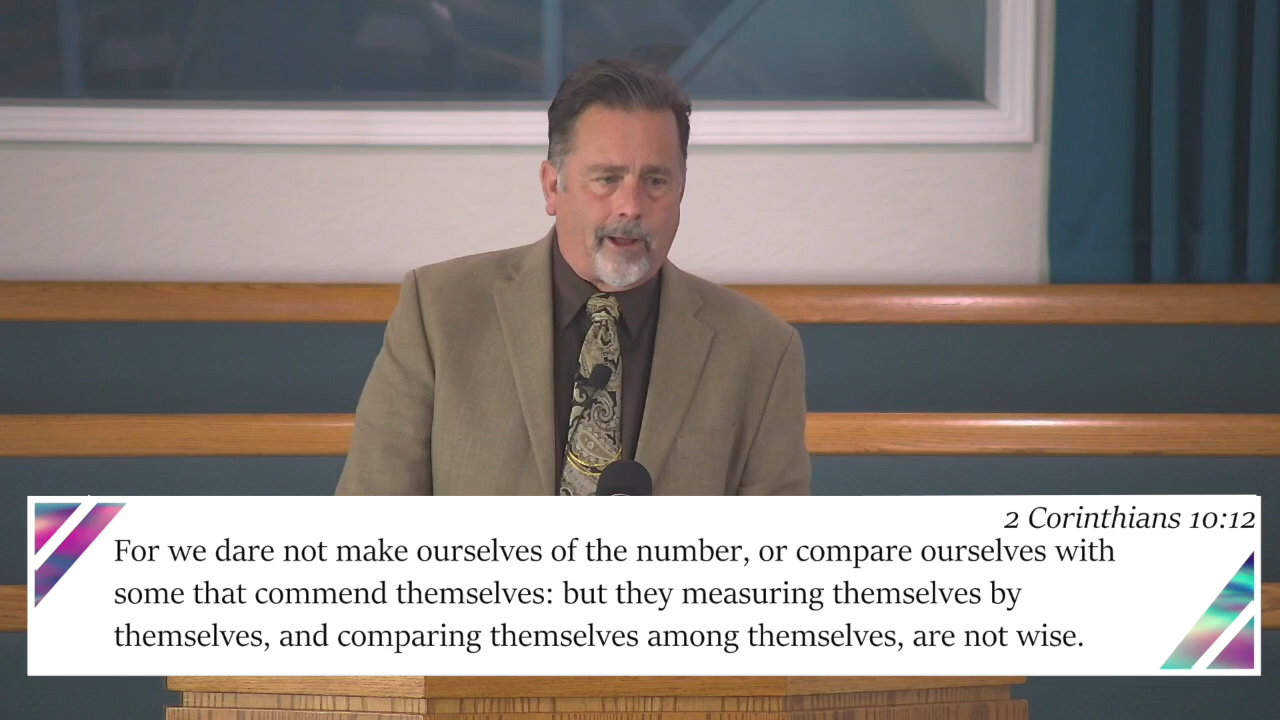 2 Corinthians 10:12
For we dare not make ourselves of the number, or compare ourselves with
some that commend themselves: but they measuring themselves by
themselves, and comparing themselves among themselves, are not wise.